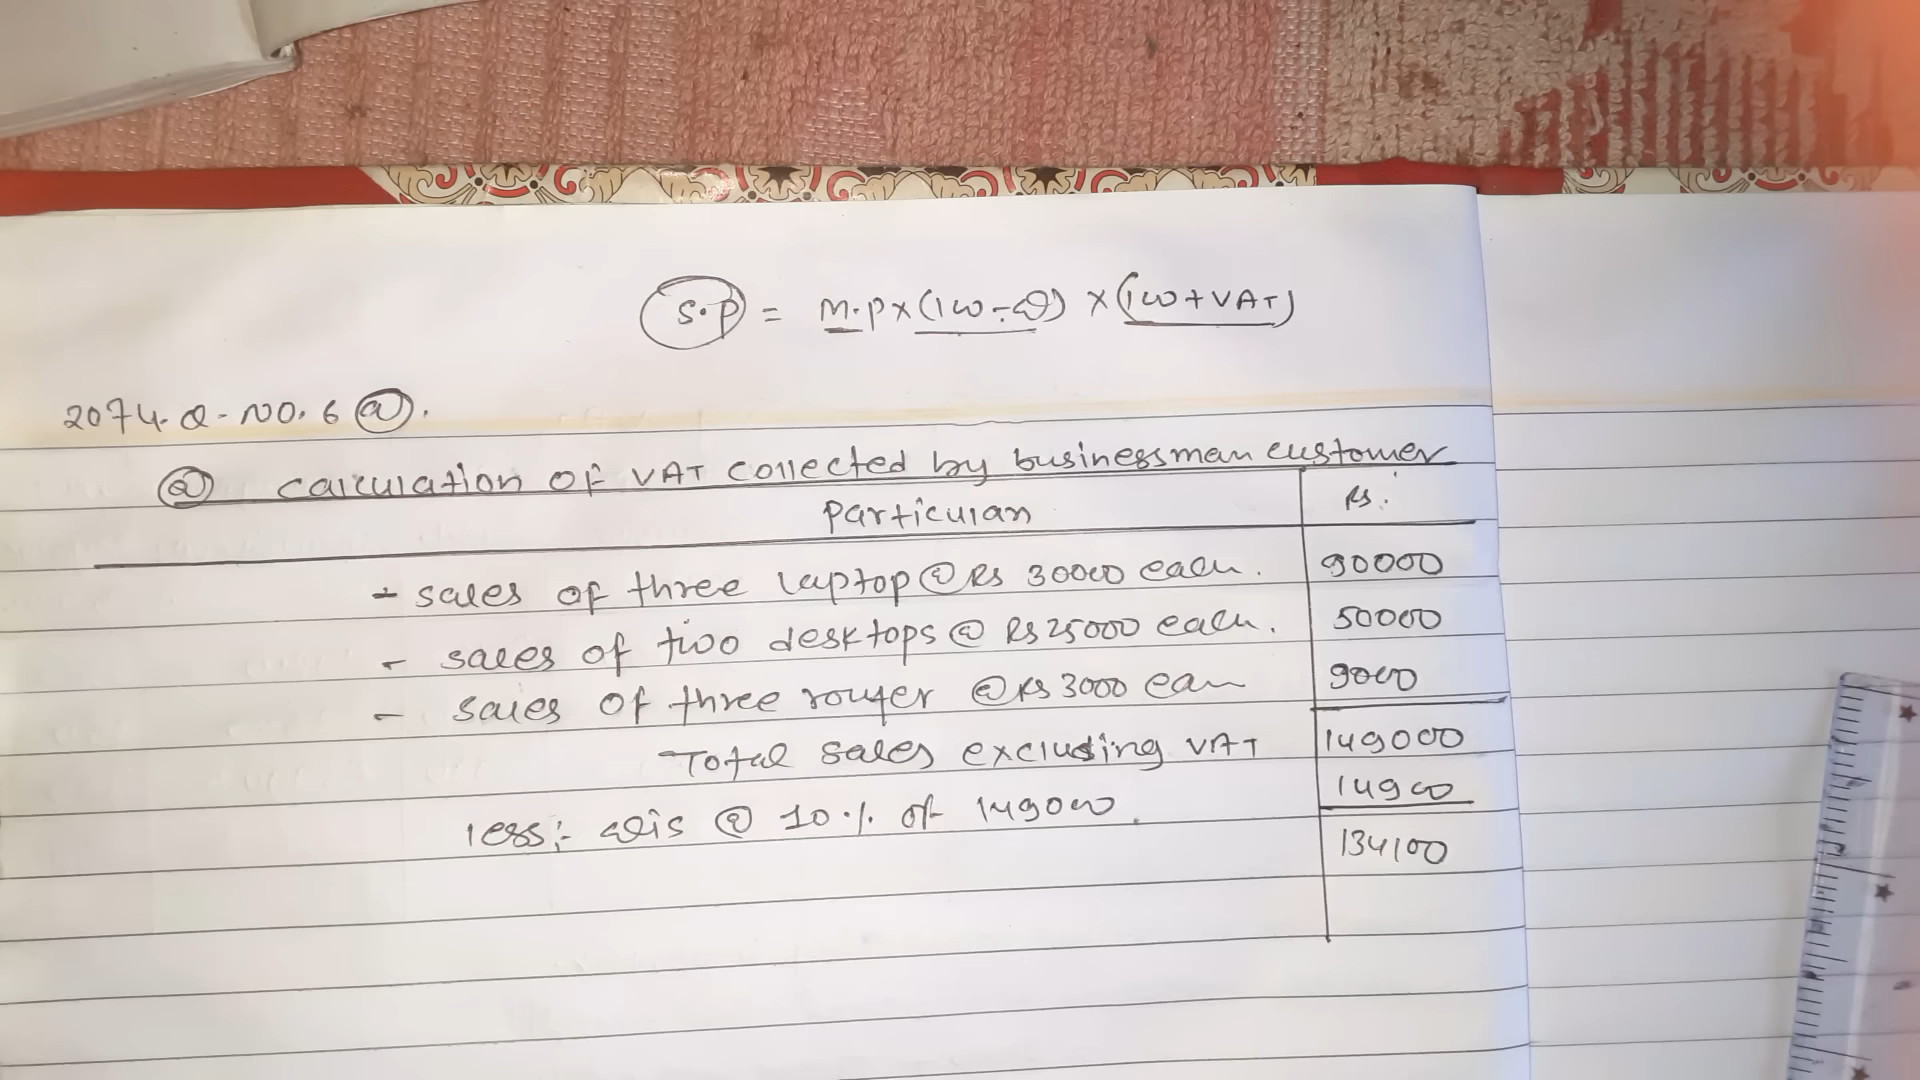 S.P = M.P x (100-D) x (100+VAT)
2074. Q-NO. 6 (a).
(a) calculation of VAT collected by businessman customer
particular Rs.
- sales of three laptop @ Rs 30000 each. 90000
- sales of two desktops @ Rs 25000 each. 50000
- sales of three router @ Rs 3000 each 9000
Total sales excluding VAT 149000
less:- dis @ 10.%. of 149000. 14900
134100